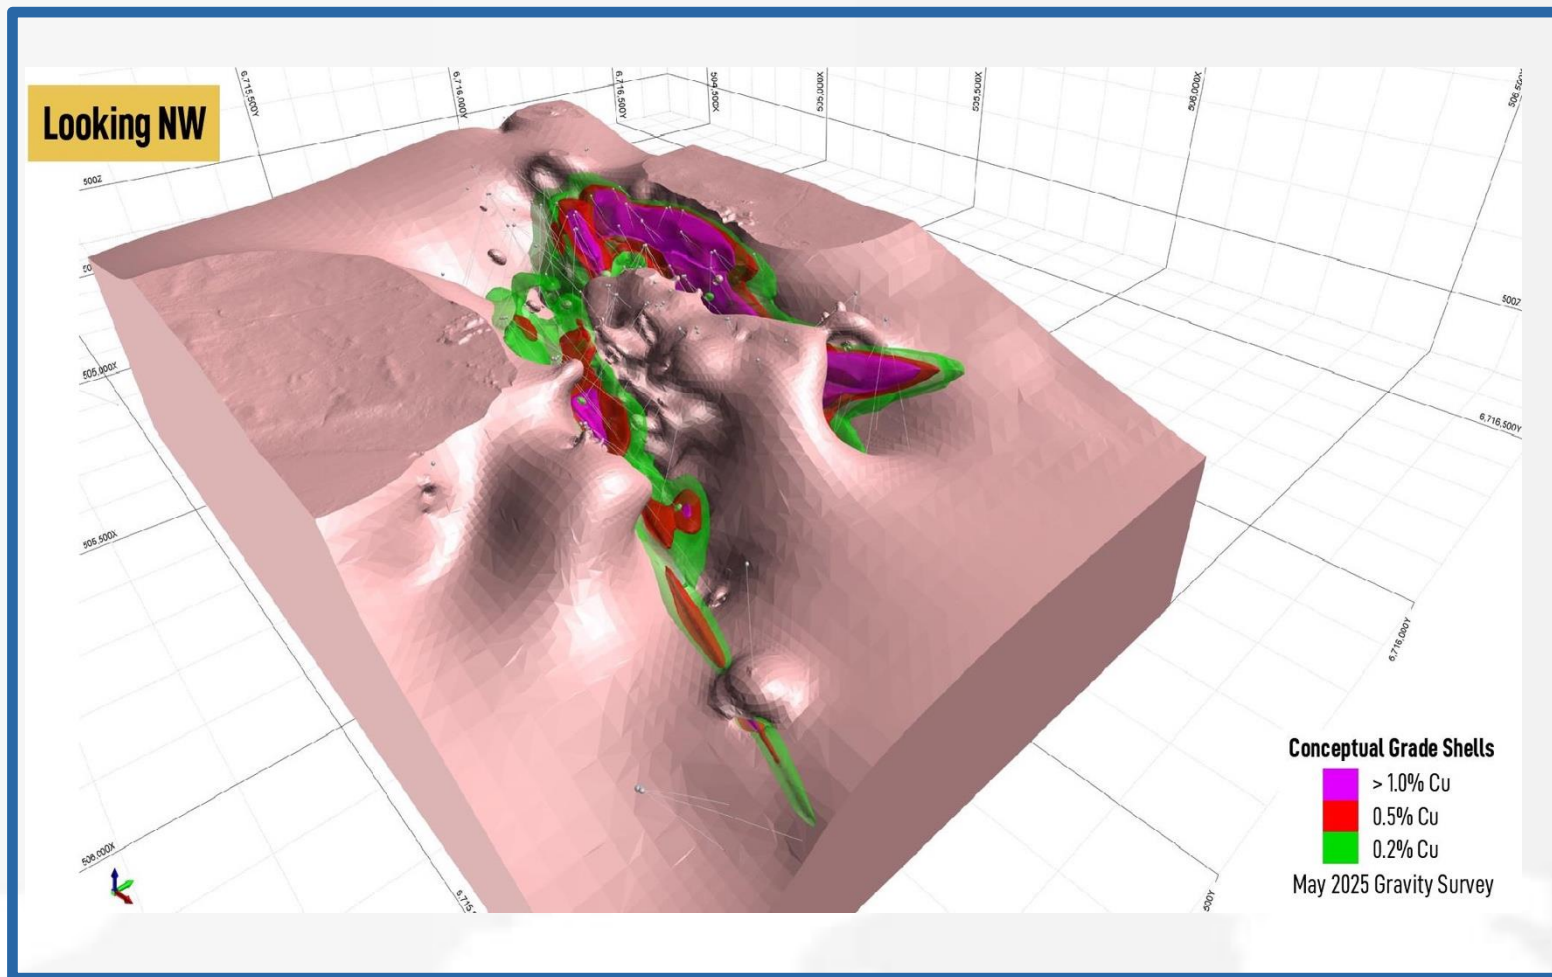 6,715,500Y
6,716,000Y
6,716,500Y
504,500X
505,000X
505,500X
506,000X
Looking NW
500Z
500Z
505,000X
6,716,500Y
505,500X
6,716,000Y
Conceptual Grade Shells
> 1.0% Cu
0.5% Cu
0.2% Cu
506,000X
May 2025 Gravity Survey